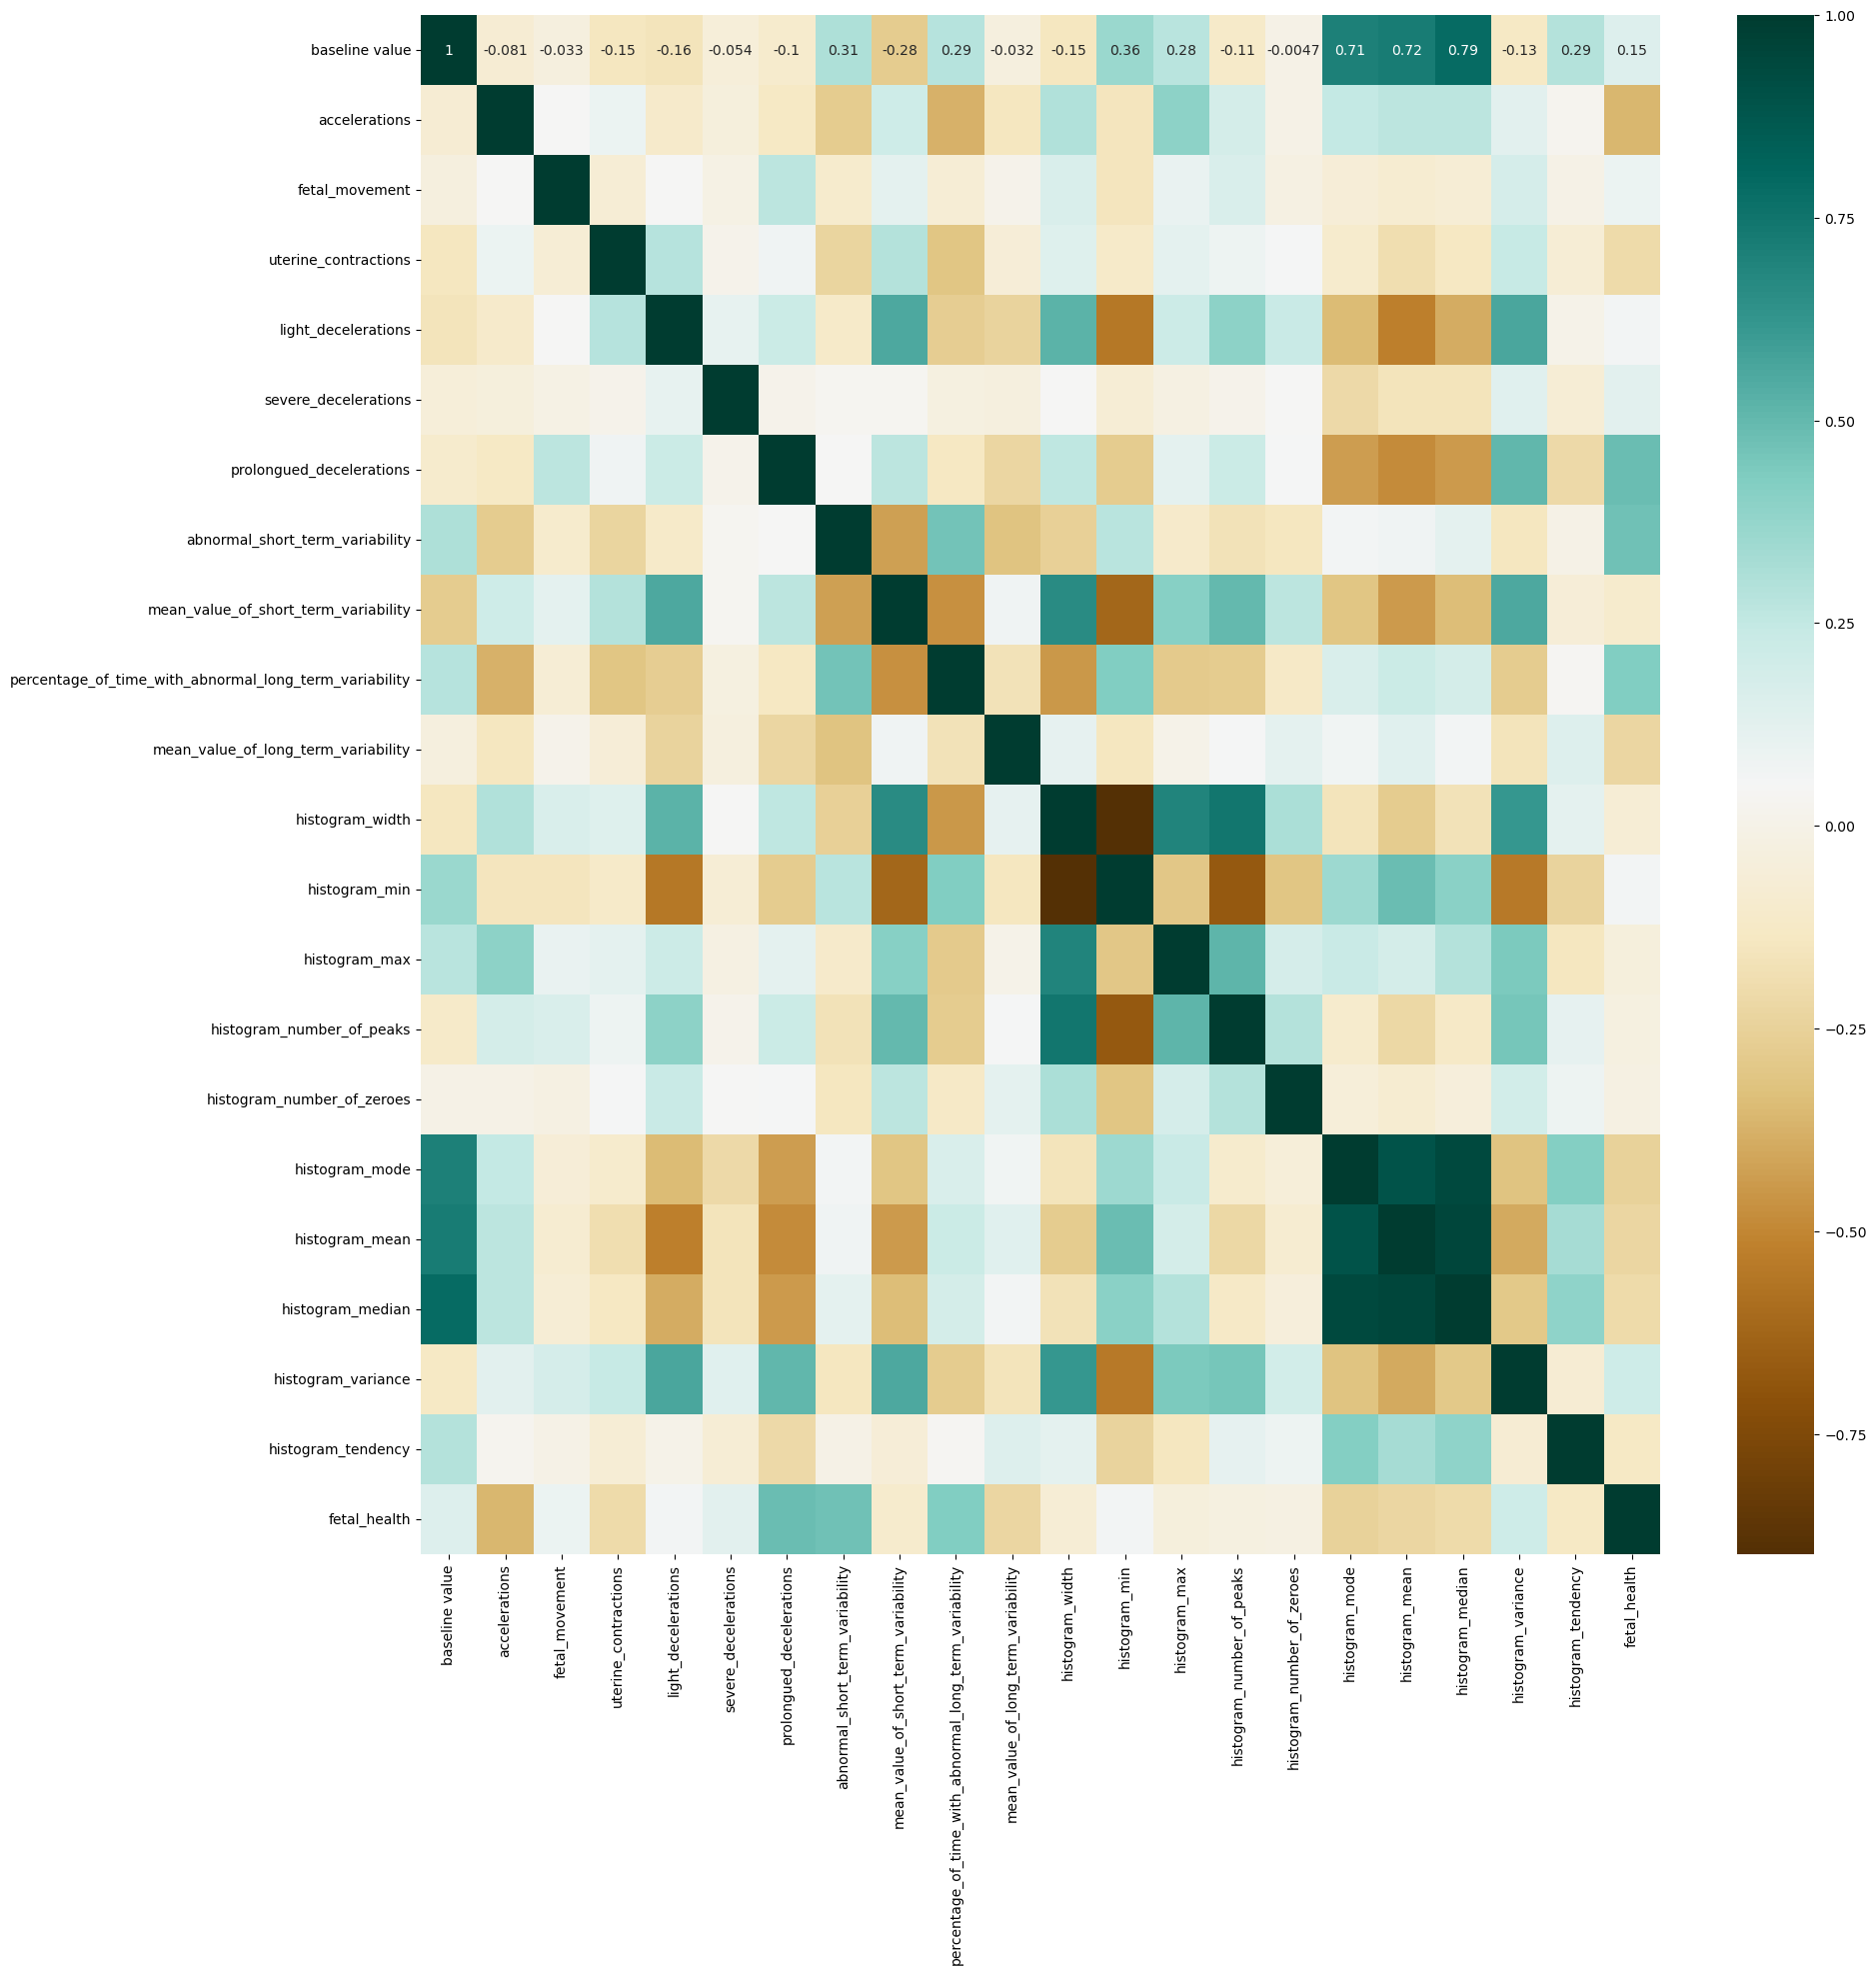 baseline value
1 -0.081 -0.033 -0.15 -0.16 -0.054 -0.1 0.31 -0.28 0.29 -0.032 -0.15 0.36 0.28 -0.11 -0.0047 0.71 0.72 0.79 -0.13 0.29 0.15
accelerations
fetal_movement
uterine_contractions
light_decelerations
severe_decelerations
prolongued_decelerations
abnormal_short_term_variability
mean_value_of_short_term_variability
percentage_of_time_with_abnormal_long_term_variability
mean_value_of_long_term_variability
histogram_width
histogram_min
histogram_max
histogram_number_of_peaks
histogram_number_of_zeroes
histogram_mode
histogram_mean
histogram_median
histogram_variance
histogram_tendency
fetal_health
baseline value
accelerations
fetal_movement
uterine_contractions
light_decelerations
severe_decelerations
prolongued_decelerations
abnormal_short_term_variability
mean_value_of_short_term_variability
percentage_of_time_with_abnormal_long_term_variability
mean_value_of_long_term_variability
histogram_width
histogram_min
histogram_max
histogram_number_of_peaks
histogram_number_of_zeroes
histogram_mode
histogram_mean
histogram_median
histogram_variance
histogram_tendency
fetal_health
1.00
0.75
0.50
0.25
0.00
−0.25
−0.50
−0.75